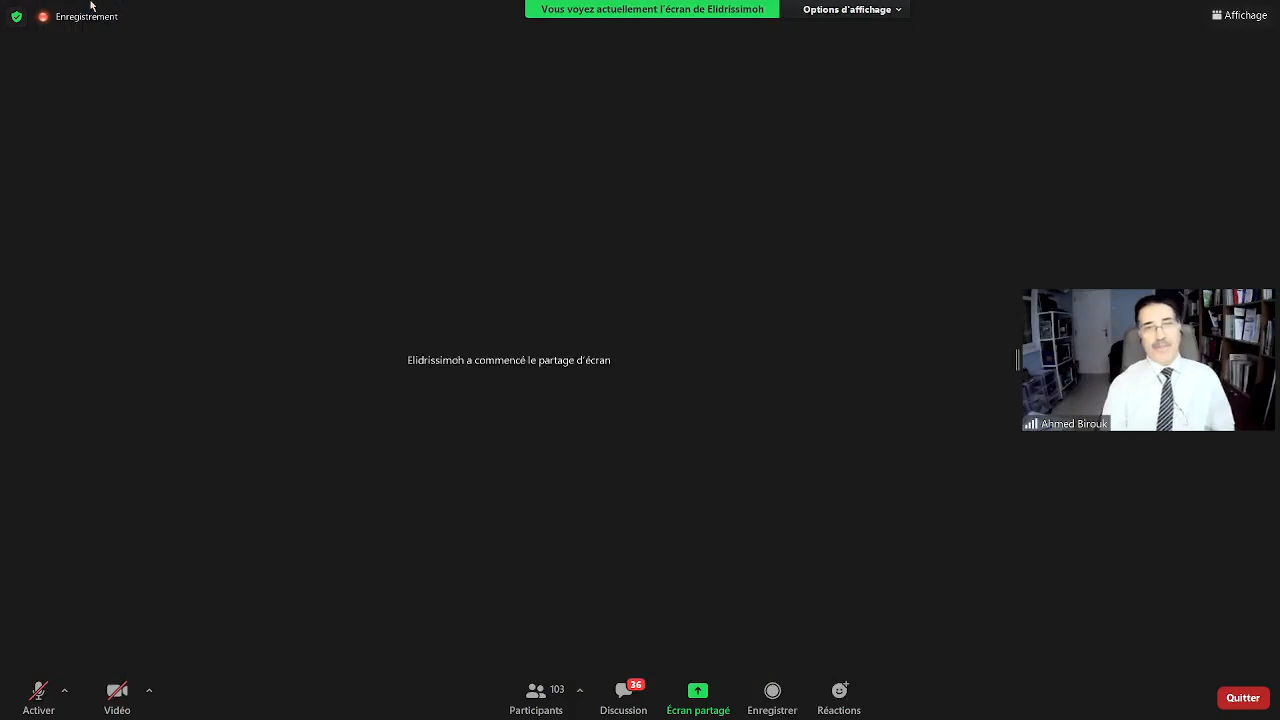 Enregistrement
Vous voyez actuellement l'écran de Elidrissimoh
Options d'affichage
Affichage
Elidrissimoh a commencé le partage d'écran
Ahmed Birouk
Activer
Vidéo
103
Participants
36
Discussion
Écran partagé
Enregistrer
Réactions
Quitter